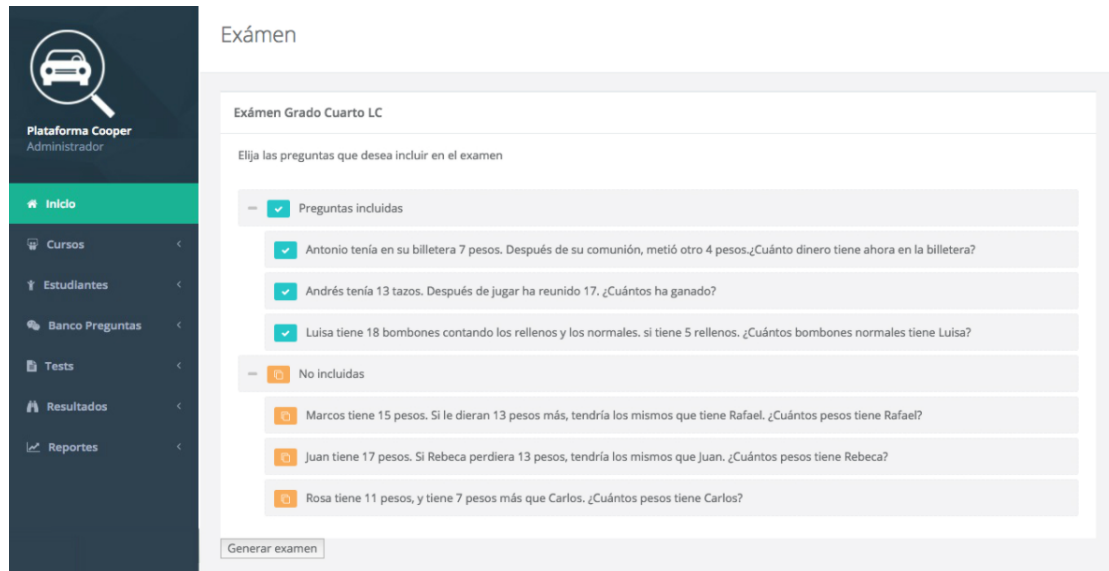 Plataforma Cooper
Administrador
Inicio
Cursos
Estudiantes
Banco Preguntas
Tests
Resultados
Reportes
Exámen
Exámen Grado Cuarto LC
Elija las preguntas que desea incluir en el examen
Preguntas incluidas
Antonio tenía en su billetera 7 pesos. Después de su comunión, metió otro 4 pesos.¿Cuánto dinero tiene ahora en la billetera?
Andrés tenía 13 tazos. Después de jugar ha reunido 17. ¿Cuántos ha ganado?
Luisa tiene 18 bombones contando los rellenos y los normales. si tiene 5 rellenos. ¿Cuántos bombones normales tiene Luisa?
No incluidas
Marcos tiene 15 pesos. Si le dieran 13 pesos más, tendría los mismos que tiene Rafael. ¿Cuántos pesos tiene Rafael?
Juan tiene 17 pesos. Si Rebeca perdiera 13 pesos, tendría los mismos que Juan. ¿Cuántos pesos tiene Rebeca?
Rosa tiene 11 pesos, y tiene 7 pesos más que Carlos. ¿Cuántos pesos tiene Carlos?
Generar examen